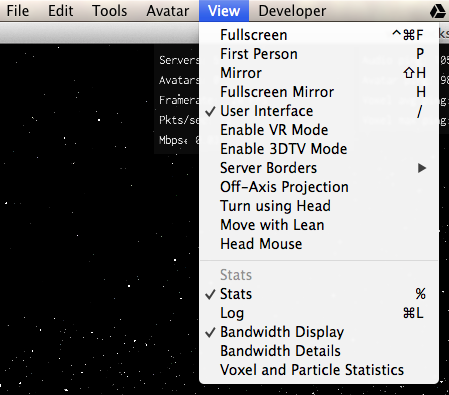 File Edit Tools Avatar View Developer
Fullscreen ^⌘F
First Person P
Mirror ⇧H
Fullscreen Mirror H
✓ User Interface /
Enable VR Mode
Enable 3DTV Mode
Server Borders ▶
Off-Axis Projection
Turn using Head
Move with Lean
Head Mouse
Stats
✓ Stats %
Log ⌘L
✓ Bandwidth Display
Bandwidth Details
Voxel and Particle Statistics
Servers
Avatars
Framera
Pkts/se
Mbps